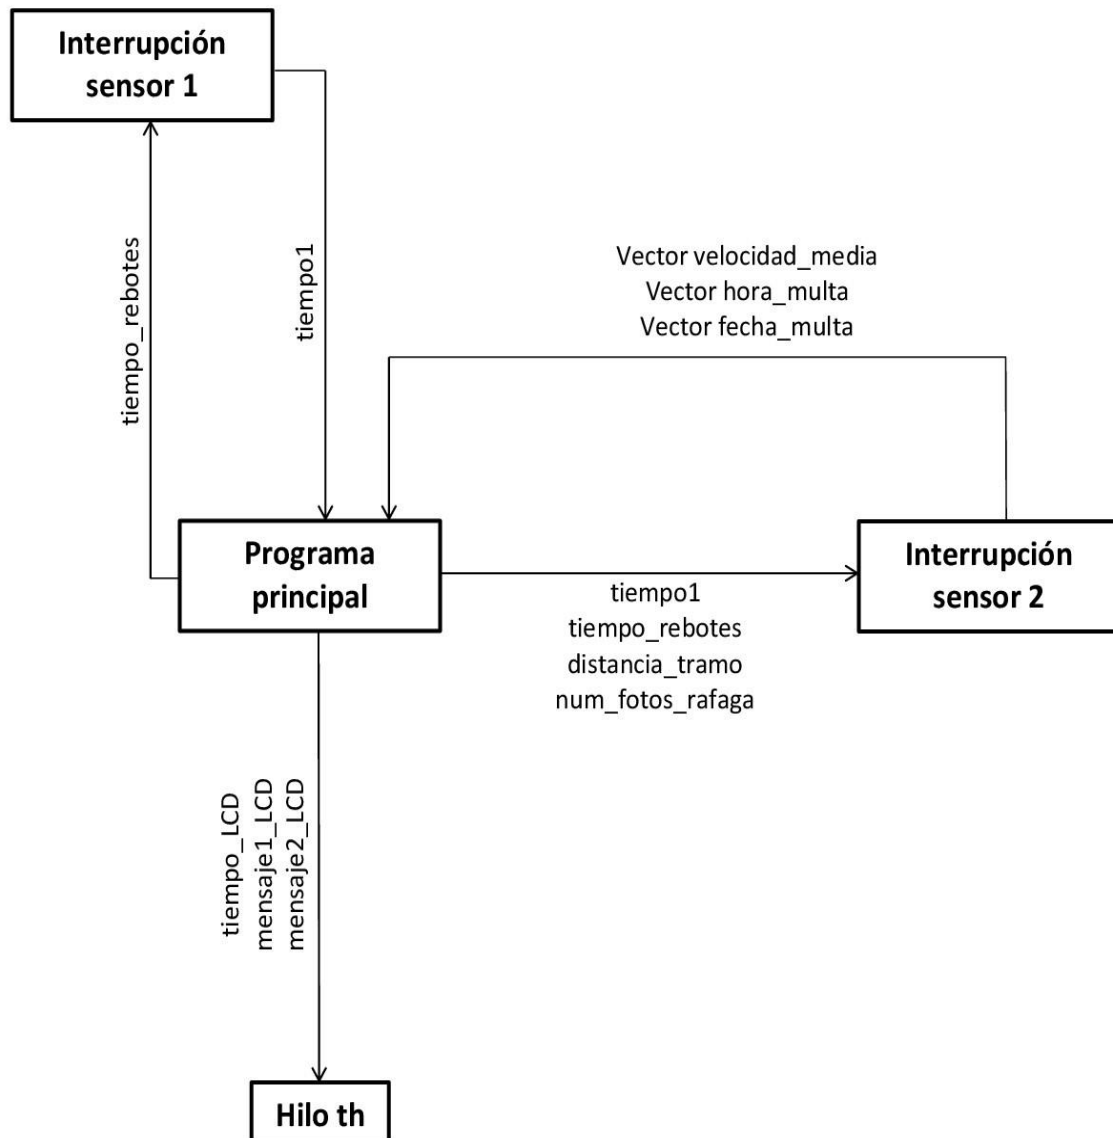 Interrupción
sensor 1
tiempo_rebotes
tiempo1
Vector velocidad_media
Vector hora_multa
Vector fecha_multa
Programa
principal
tiempo1
tiempo_rebotes
distancia_tramo
num_fotos_rafaga
Interrupción
sensor 2
tiempo_LCD
mensaje1_LCD
mensaje2_LCD
Hilo th